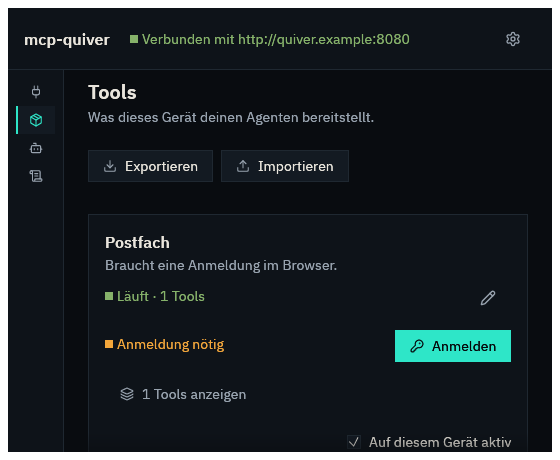 mcp-quiver
Verbunden mit http://quiver.example:8080
Tools
Was dieses Gerät deinen Agenten bereitstellt.
Exportieren
Importieren
Postfach
Braucht eine Anmeldung im Browser.
Läuft · 1 Tools
Anmeldung nötig
Anmelden
1 Tools anzeigen
Auf diesem Gerät aktiv